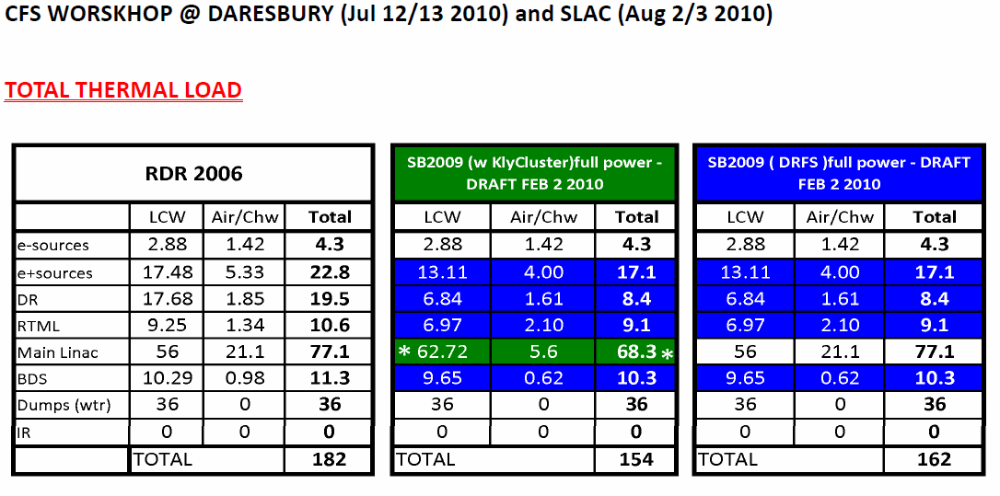 CFS WORSKHOP @ DARESBURY (Jul 12/13 2010) and SLAC (Aug 2/3 2010)
TOTAL THERMAL LOAD
RDR 2006
LCW Air/Chw Total
e-sources 2.88 1.42 4.3
e+sources 17.48 5.33 22.8
DR 17.68 1.85 19.5
RTML 9.25 1.34 10.6
Main Linac 56 21.1 77.1
BDS 10.29 0.98 11.3
Dumps (wtr) 36 0 36
IR 0 0 0
TOTAL 182
SB2009 (w KlyCluster)full power -
DRAFT FEB 2 2010
LCW Air/Chw Total
2.88 1.42 4.3
13.11 4.00 17.1
6.84 1.61 8.4
6.97 2.10 9.1
* 62.72 5.6 68.3 *
9.65 0.62 10.3
36 0 36
0 0 0
TOTAL 154
SB2009 ( DRFS )full power - DRAFT
FEB 2 2010
LCW Air/Chw Total
2.88 1.42 4.3
13.11 4.00 17.1
6.84 1.61 8.4
6.97 2.10 9.1
56 21.1 77.1
9.65 0.62 10.3
36 0 36
0 0 0
TOTAL 162